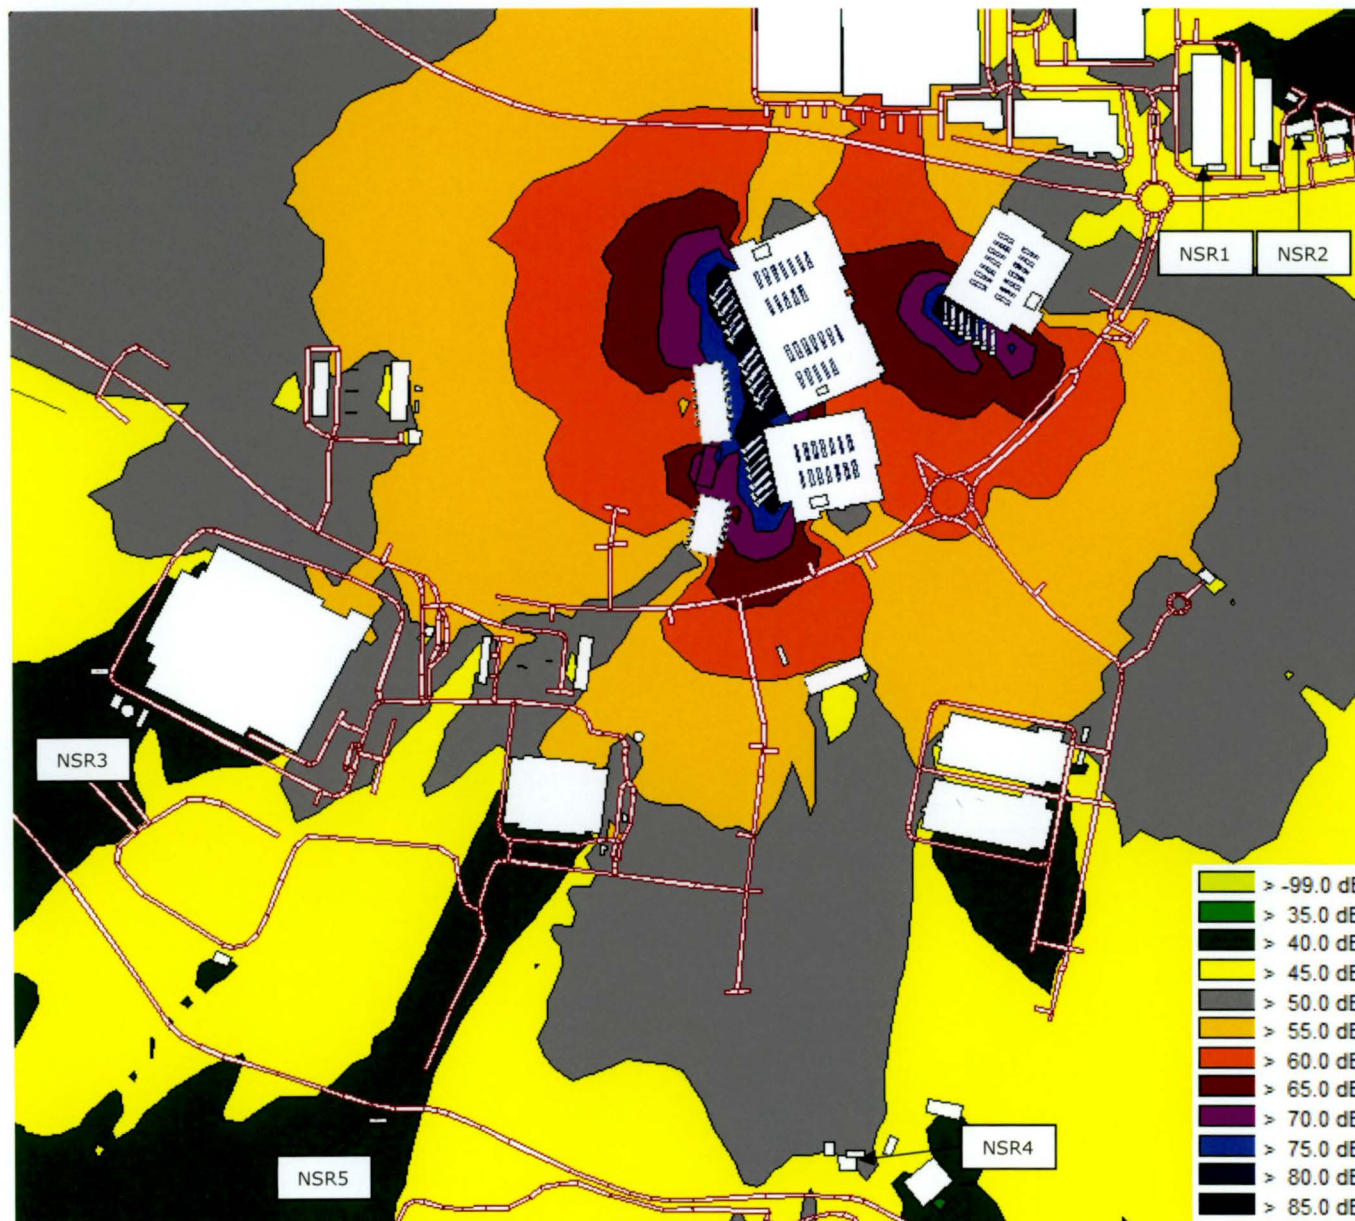 NSR1
NSR2
NSR3
> -99.0 dB
> 35.0 dB
> 40.0 dB
> 45.0 dB
> 50.0 dB
> 55.0 dB
> 60.0 dB
> 65.0 dB
> 70.0 dB
> 75.0 dB
> 80.0 dB
> 85.0 dB
NSR4
NSR5